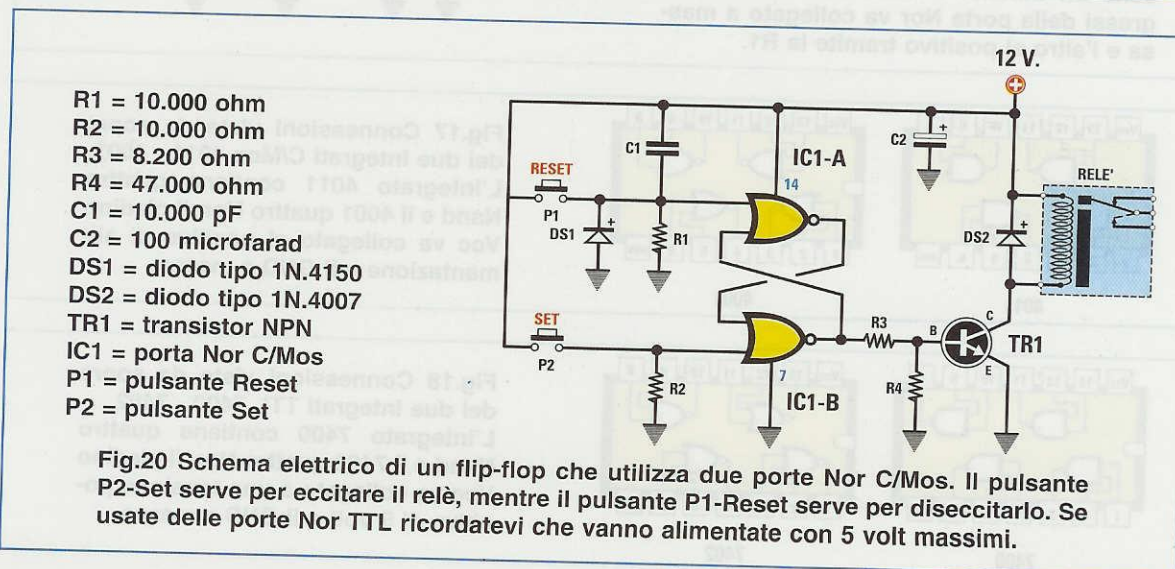 12 V.
R1 = 10.000 ohm
R2 = 10.000 ohm
R3 = 8.200 ohm
R4 = 47.000 ohm
C1 = 10.000 pF
C2 = 100 microfarad
DS1 = diodo tipo 1N.4150
DS2 = diodo tipo 1N.4007
TR1 = transistor NPN
IC1 = porta Nor C/Mos
P1 = pulsante Reset
P2 = pulsante Set
RESET
P1
DS1
C1
R1
14
IC1-A
C2
RELE'
DS2
SET
P2
R2
7
IC1-B
R3
R4
B
C
E
TR1
Fig.20 Schema elettrico di un flip-flop che utilizza due porte Nor C/Mos. Il pulsante
P2-Set serve per eccitare il relè, mentre il pulsante P1-Reset serve per diseccitarlo. Se
usate delle porte Nor TTL ricordatevi che vanno alimentate con 5 volt massimi.